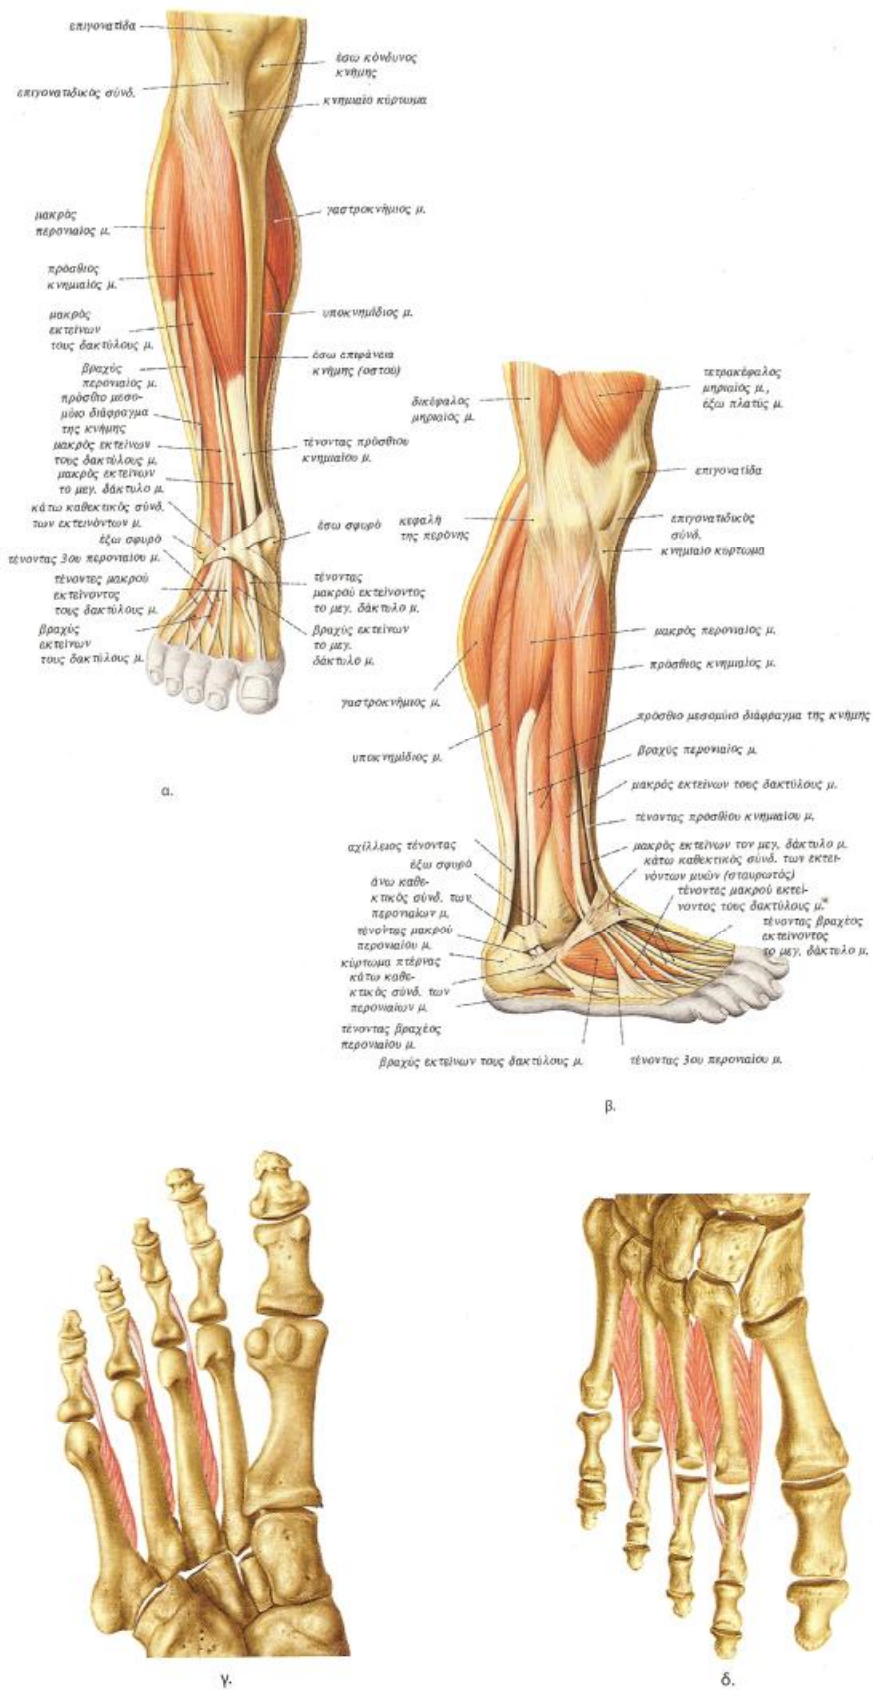 επιγονατίδα
έσω κόνδυνος
κνήμης
επιγονατιδικός σύνδ.
κνημιαίο κύρτωμα
μακρός
περονιαίος μ.
γαστροκνήμιος μ.
πρόσθιος
κνημιαίος μ.
μακρός
εκτείνων
τους δακτύλους μ.
υποκνημίδιος μ.
βραχύς
περονιαίος μ.
έσω επιφάνεια
κνήμης (οστού)
πρόσθιο μεσο-
μύιο διάφραγμα
της κνήμης
μακρός εκτείνων
τους δακτύλους μ.
τένοντας πρόσθιου
κνημιαίου μ.
μακρός εκτείνων
το μεγ. δάκτυλο μ.
κάτω καθεκτικός σύνδ.
των εκτεινόντων μ.
έσω σφυρό
έξω σφυρό
τένοντας 3ου περονιαίου μ.
τένοντες μακρού
εκτείνοντος
τους δακτύλους μ.
τένοντας
μακρού εκτείνοντος
το μεγ. δάκτυλο μ.
βραχύς
εκτείνων
τους δακτύλους μ.
βραχύς εκτείνων
το μεγ.
δάκτυλο μ.
α.
τετρακέφαλος
μηριαίος μ.,
έξω πλατύς μ.
δικέφαλος
μηριαίος μ.
επιγονατίδα
κεφαλή
της περόνης
επιγονατιδικός
σύνδ.
κνημιαίο κύρτωμα
μακρός περονιαίος μ.
πρόσθιος κνημιαίος μ.
γαστροκνήμιος μ.
πρόσθιο μεσομύιο διάφραγμα της κνήμης
υποκνημίδιος μ.
βραχύς περονιαίος μ.
μακρός εκτείνων τους δακτύλους μ.
τένοντας πρόσθίου κνημιαίου μ.
αχίλλειος τένοντας
έξω σφυρό
άνω καθε-
κτικός σύνδ. των
περονιαίων μ.
τένοντας μακρού
περονιαίου μ.
κύρτωμα πτέρνας
κάτω καθε-
κτικός σύνδ. των
περονιαίων μ.
τένοντας βραχέος
περονιαίου μ.
μακρός εκτείνων τον μεγ. δάκτυλο μ.
κάτω καθεκτικός σύνδ. των εκτει-
νόντων μυών (σταυρωτός)
τένοντες μακρού εκτεί-
νοντος τους δακτύλους μ.
τένοντας βραχέος
εκτείνοντος
το μεγ. δάκτυλο μ.
βραχύς εκτείνων τους δακτύλους μ.
τένοντας 3ου περονιαίου μ.
β.
γ.
δ.